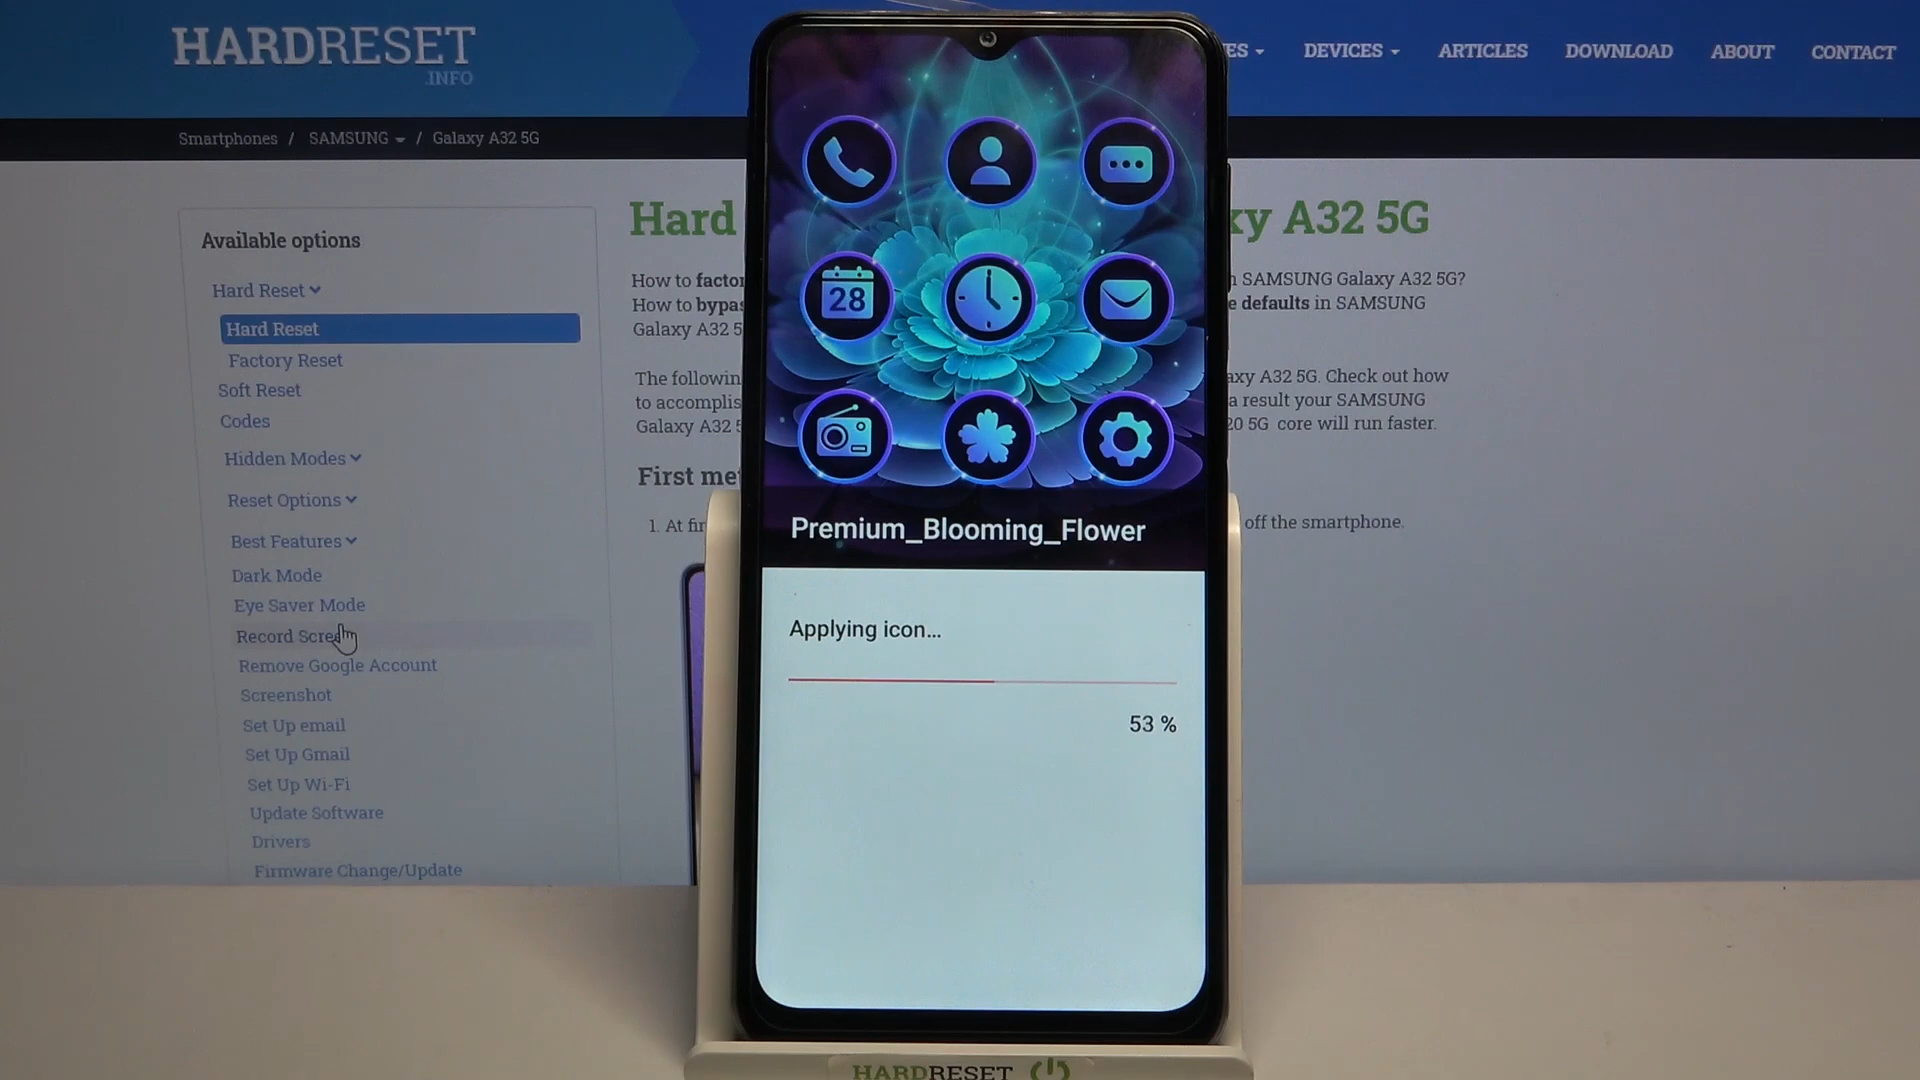 HARDRESET
.INFO
DEVICES
ARTICLES
DOWNLOAD
ABOUT
CONTACT
Smartphones / SAMSUNG / Galaxy A32 5G
Available options
Hard Reset
Hard Reset
Factory Reset
Soft Reset
Codes
Hidden Modes
Reset Options
Best Features
Dark Mode
Eye Saver Mode
Record
Remove Google Account
Screenshot
Set Up email
Set Up Gmail
Set Up Wi-Fi
Update Software
Drivers
Firmware Change/Update
Hard A32 5G
How to SAMSUNG Galaxy A32 5G?
How to defaults in SAMSUNG
Galaxy A32
The A32 5G. Check out how
to a result your SAMSUNG
Galaxy A32 5G core will run faster.
First
1. At off the smartphone.
28
Premium_Blooming_Flower
Applying icon...
53 %
HARDRESET